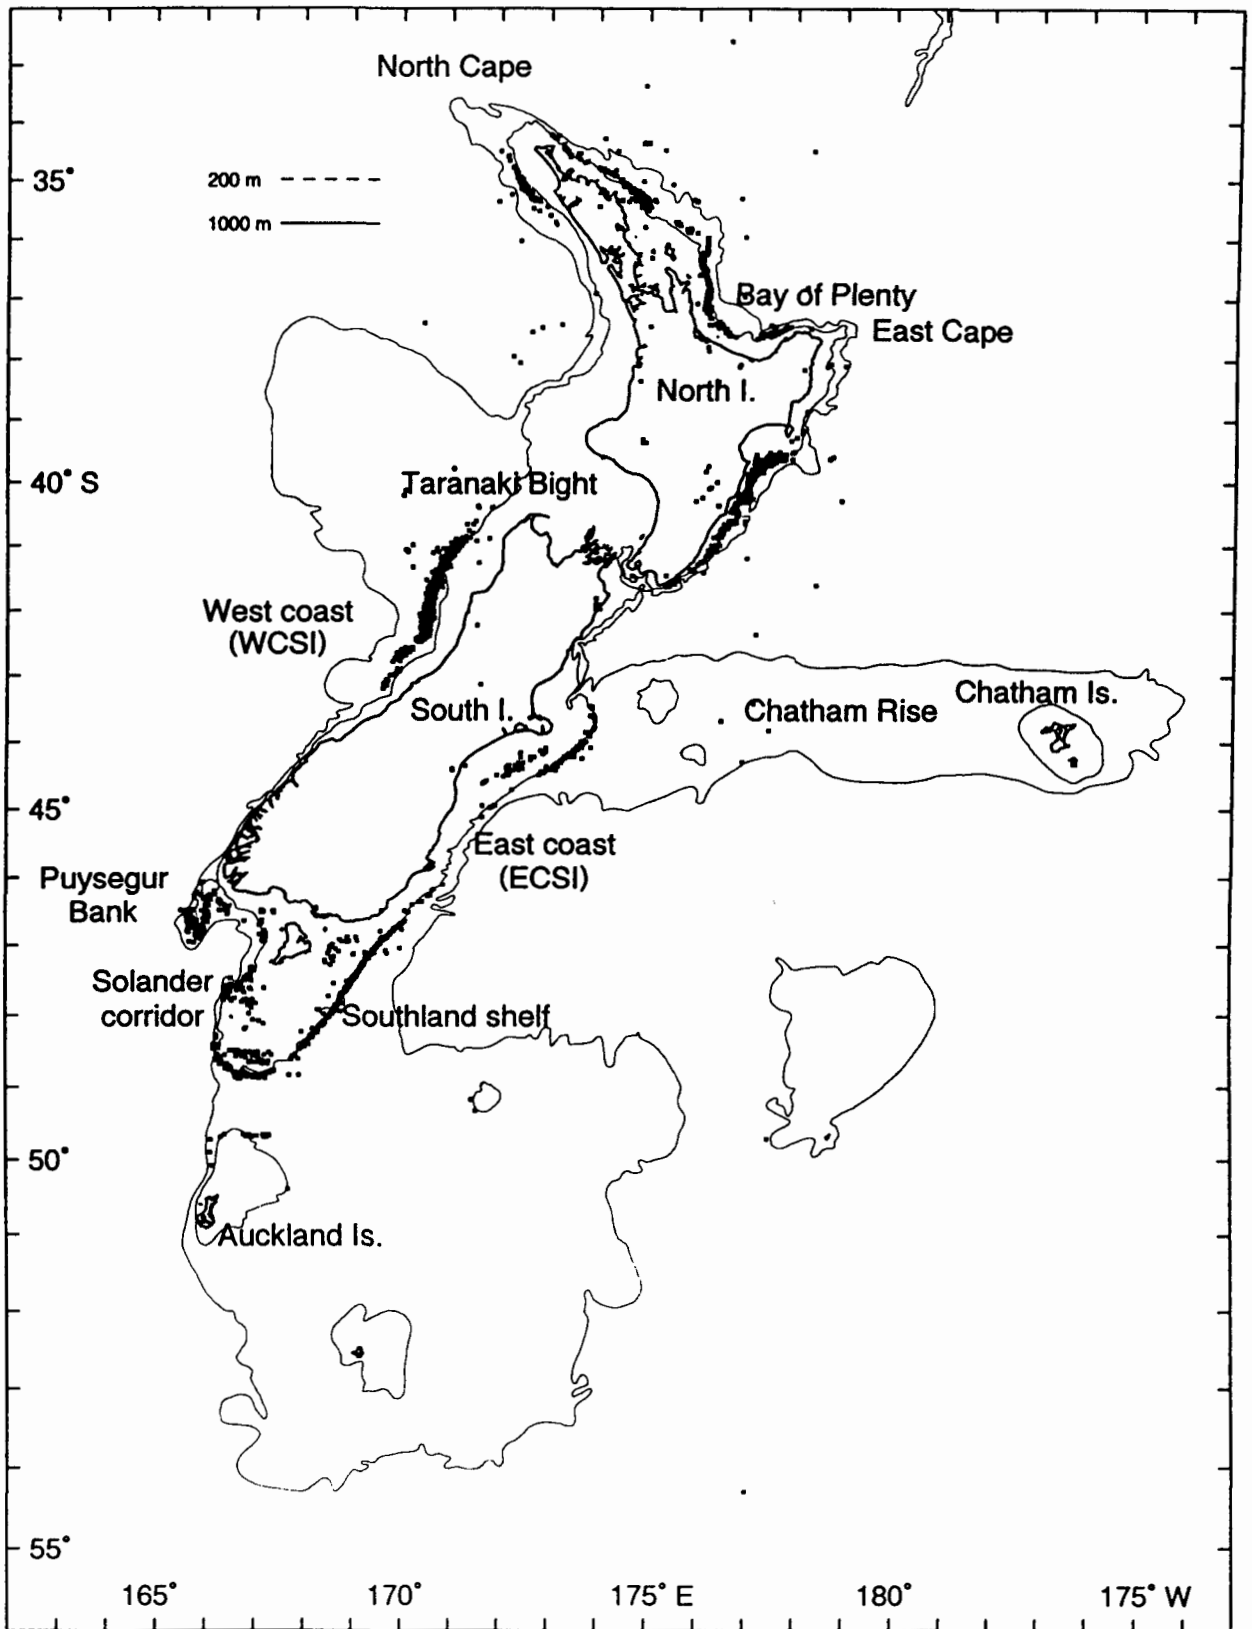 North Cape
35°
200 m
1000 m
Bay of Plenty
East Cape
North I.
40° S
Taranaki Bight
West coast
(WCSI)
South I.
Chatham Rise
Chatham Is.
45°
East coast
(ECSI)
Puysegur
Bank
Solander
corridor
Southland shelf
50°
Auckland Is.
55°
165°
170°
175° E
180°
175° W